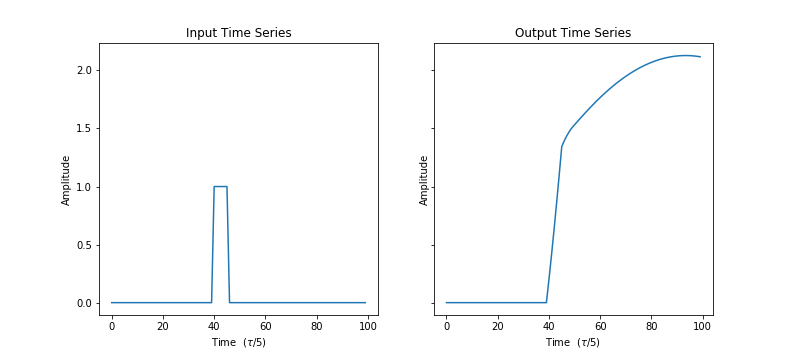 Input Time Series
Output Time Series
Amplitude
2.0
1.5
1.0
0.5
0.0
0 20 40 60 80 100
Time (τ/5)
Amplitude
0 20 40 60 80 100
Time (τ/5)